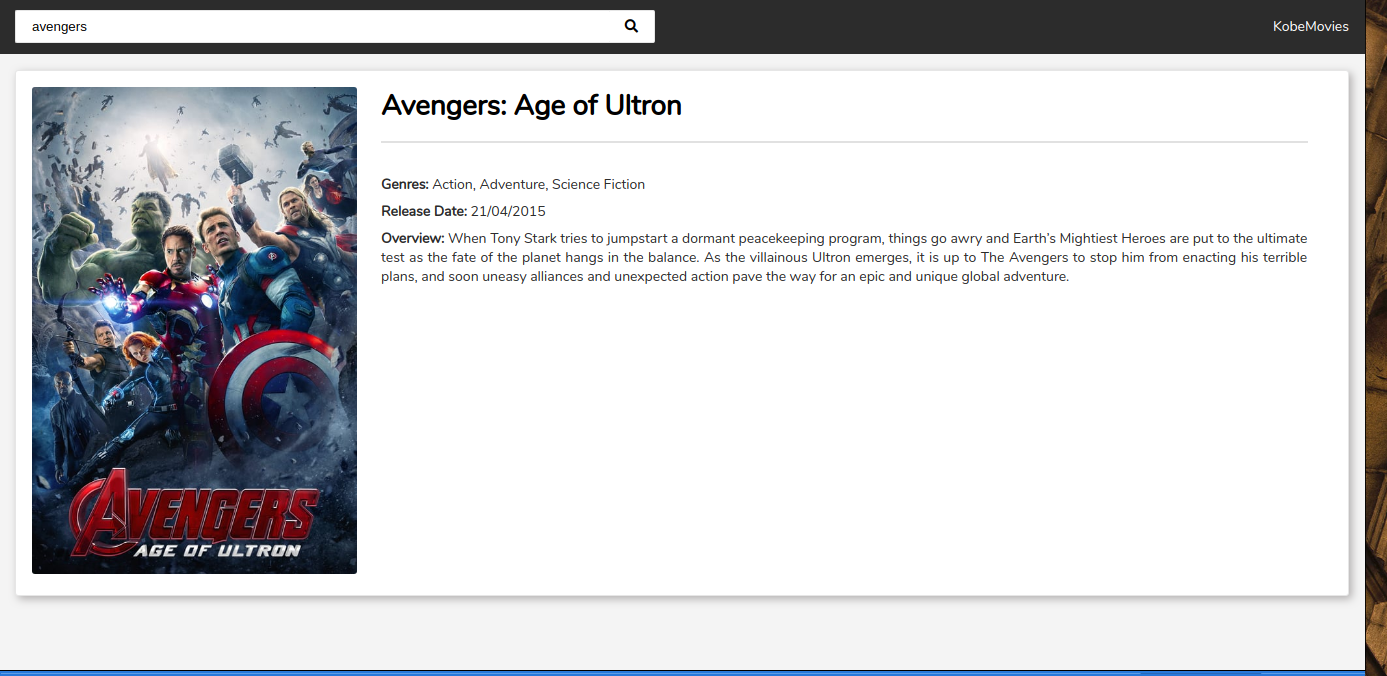 avengers
KobeMovies
Avengers: Age of Ultron
Genres: Action, Adventure, Science Fiction
Release Date: 21/04/2015
Overview: When Tony Stark tries to jumpstart a dormant peacekeeping program, things go awry and Earth's Mightiest Heroes are put to the ultimate
test as the fate of the planet hangs in the balance. As the villainous Ultron emerges, it is up to The Avengers to stop him from enacting his terrible
plans, and soon uneasy alliances and unexpected action pave the way for an epic and unique global adventure.
AVENGERS
AGE OF ULTRON